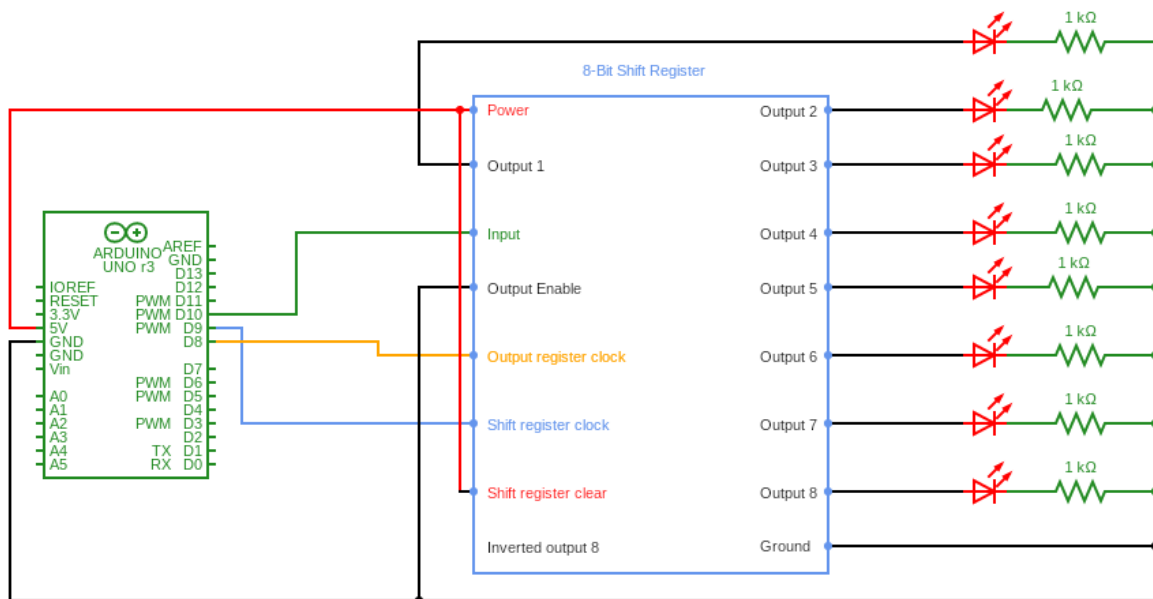 1 kΩ
8-Bit Shift Register
1 kΩ
Power
Output 2
Output 1
Output 3
1 kΩ
Input
Output 4
1 kΩ
Output Enable
Output 5
1 kΩ
Output register clock
Output 6
1 kΩ
Shift register clock
Output 7
1 kΩ
Shift register clear
Output 8
1 kΩ
Inverted output 8
Ground
1 kΩ
ARDUINO
UNO r3
AREF
GND
D13
IOREF D12
RESET PWM D11
3.3V PWM D10
5V PWM D9
GND D8
GND
Vin D7
PWM D6
A0 PWM D5
A1 D4
A2 PWM D3
A3 D2
A4 TX D1
A5 RX D0